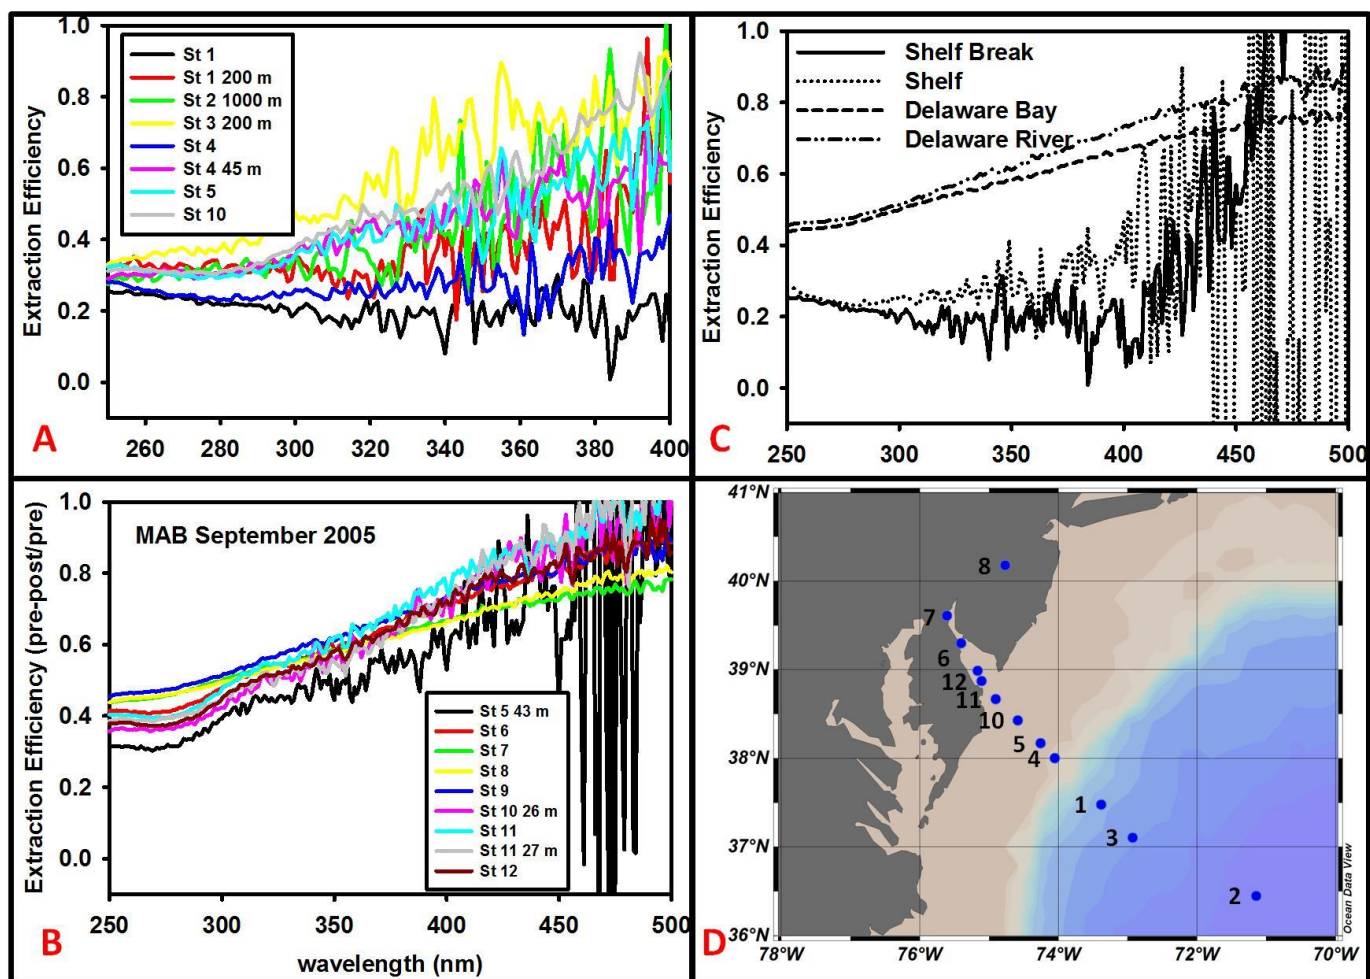 1.0
0.8
0.6
0.4
0.2
0.0
Extraction Efficiency
St 1
St 1 200 m
St 2 1000 m
St 3 200 m
St 4
St 4 45 m
St 5
St 10
260 280 300 320 340 360 380 400
A
1.0
0.8
0.6
0.4
0.2
0.0
Extraction Efficiency
Shelf Break
Shelf
Delaware Bay
Delaware River
250 300 350 400 450 500
C
1.0
0.8
0.6
0.4
0.2
0.0
Extraction Efficiency (pre-post/pre)
MAB September 2005
St 5 43 m
St 6
St 7
St 8
St 9
St 10 26 m
St 11
St 11 27 m
St 12
250 300 350 400 450 500
wavelength (nm)
B
41°N
40°N
39°N
38°N
37°N
36°N
8
7
6
12
11
10
5
4
1
3
2
78°W 76°W 74°W 72°W 70°W
Ocean Data View
D